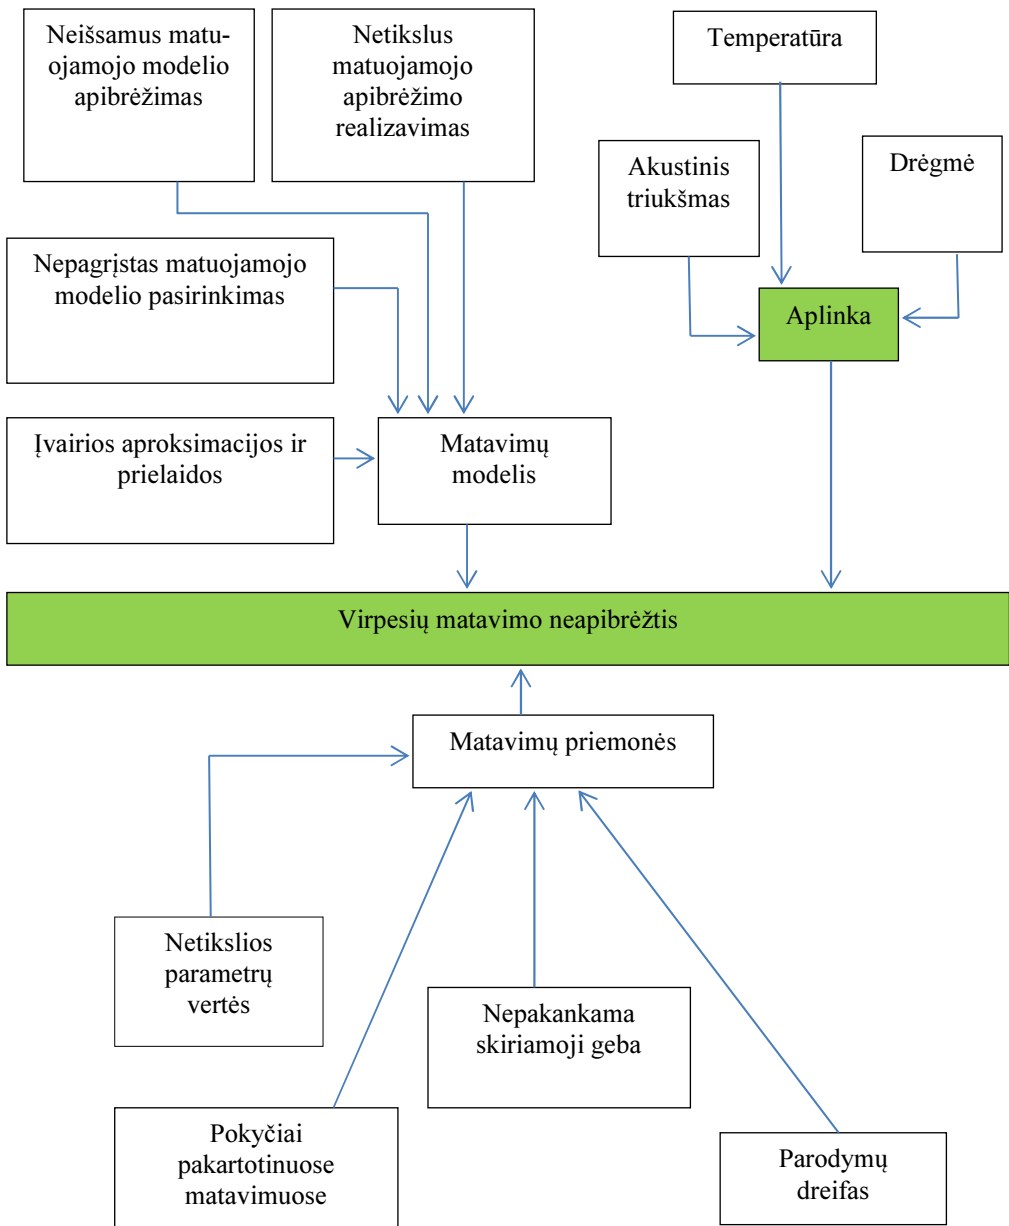 Neišsamus matu-
ojamojo modelio
apibrėžimas
Netikslus
matuojamojo
apibrėžimo
realizavimas
Temperatūra
Akustinis
triukšmas
Drėgmė
Nepagrįstas matuojamojo
modelio pasirinkimas
Aplinka
Įvairios aproksimacijos ir
prielaidos
Matavimų
modelis
Virpesių matavimo neapibrėžtis
Matavimų priemonės
Netikslios
parametrų
vertės
Nepakankama
skiriamoji geba
Pokyčiai
pakartotinuose
matavimuose
Parodymų
dreifas